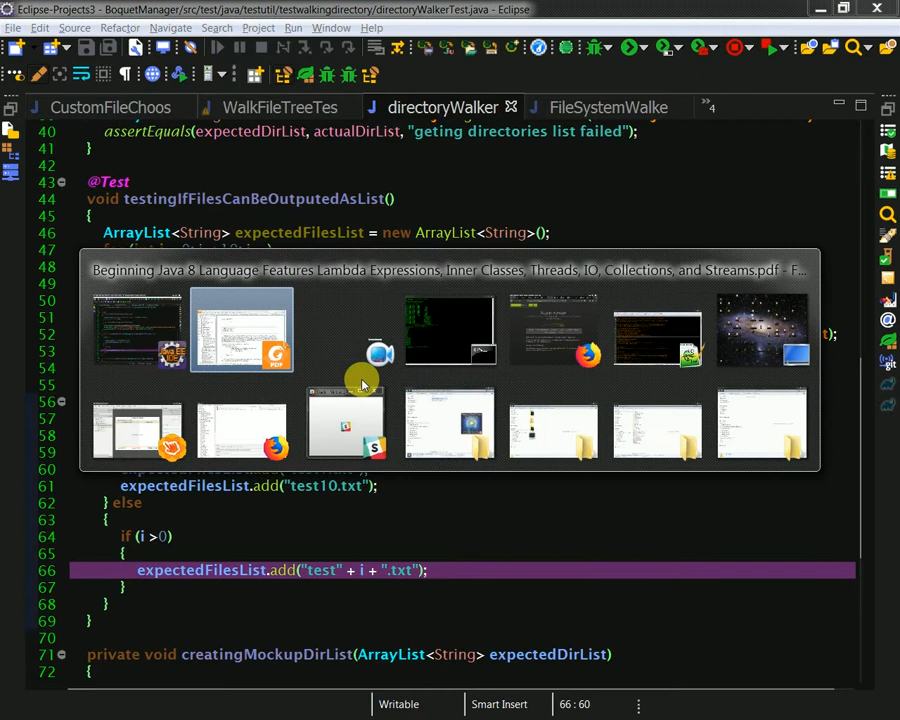 Eclipse-Projects3 - BoquetManager/src/test/java/testutil/testwalkingdirectory/directoryWalkerTest.java - Eclipse
File Edit Source Refactor Navigate Search Project Run Window Help
CustomFileChoos WalkFileTreeTes directoryWalker FileSystemWalke 4
40 assertEquals(expectedDirList, actualDirList, "geting directories list failed");
41 }
42
43 @Test
44 void testingIfFilesCanBeOutputedAsList()
45 {
46 ArrayList<String> expectedFilesList = new ArrayList<String>();
47
Beginning Java 8 Language Features Lambda Expressions, Inner Classes, Threads, IO, Collections, and Streams.pdf - F...
48
49
50
51
52 t);
53
54
55
56
57
58
59
60
61 expectedFilesList.add("test10.txt");
62 } else
63 {
64 if (i >0)
65 {
66 expectedFilesList.add("test" + i + ".txt");
67 }
68 }
69 }
70
71 private void creatingMockupDirList(ArrayList<String> expectedDirList)
72 {
Writable Smart Insert 66 : 60